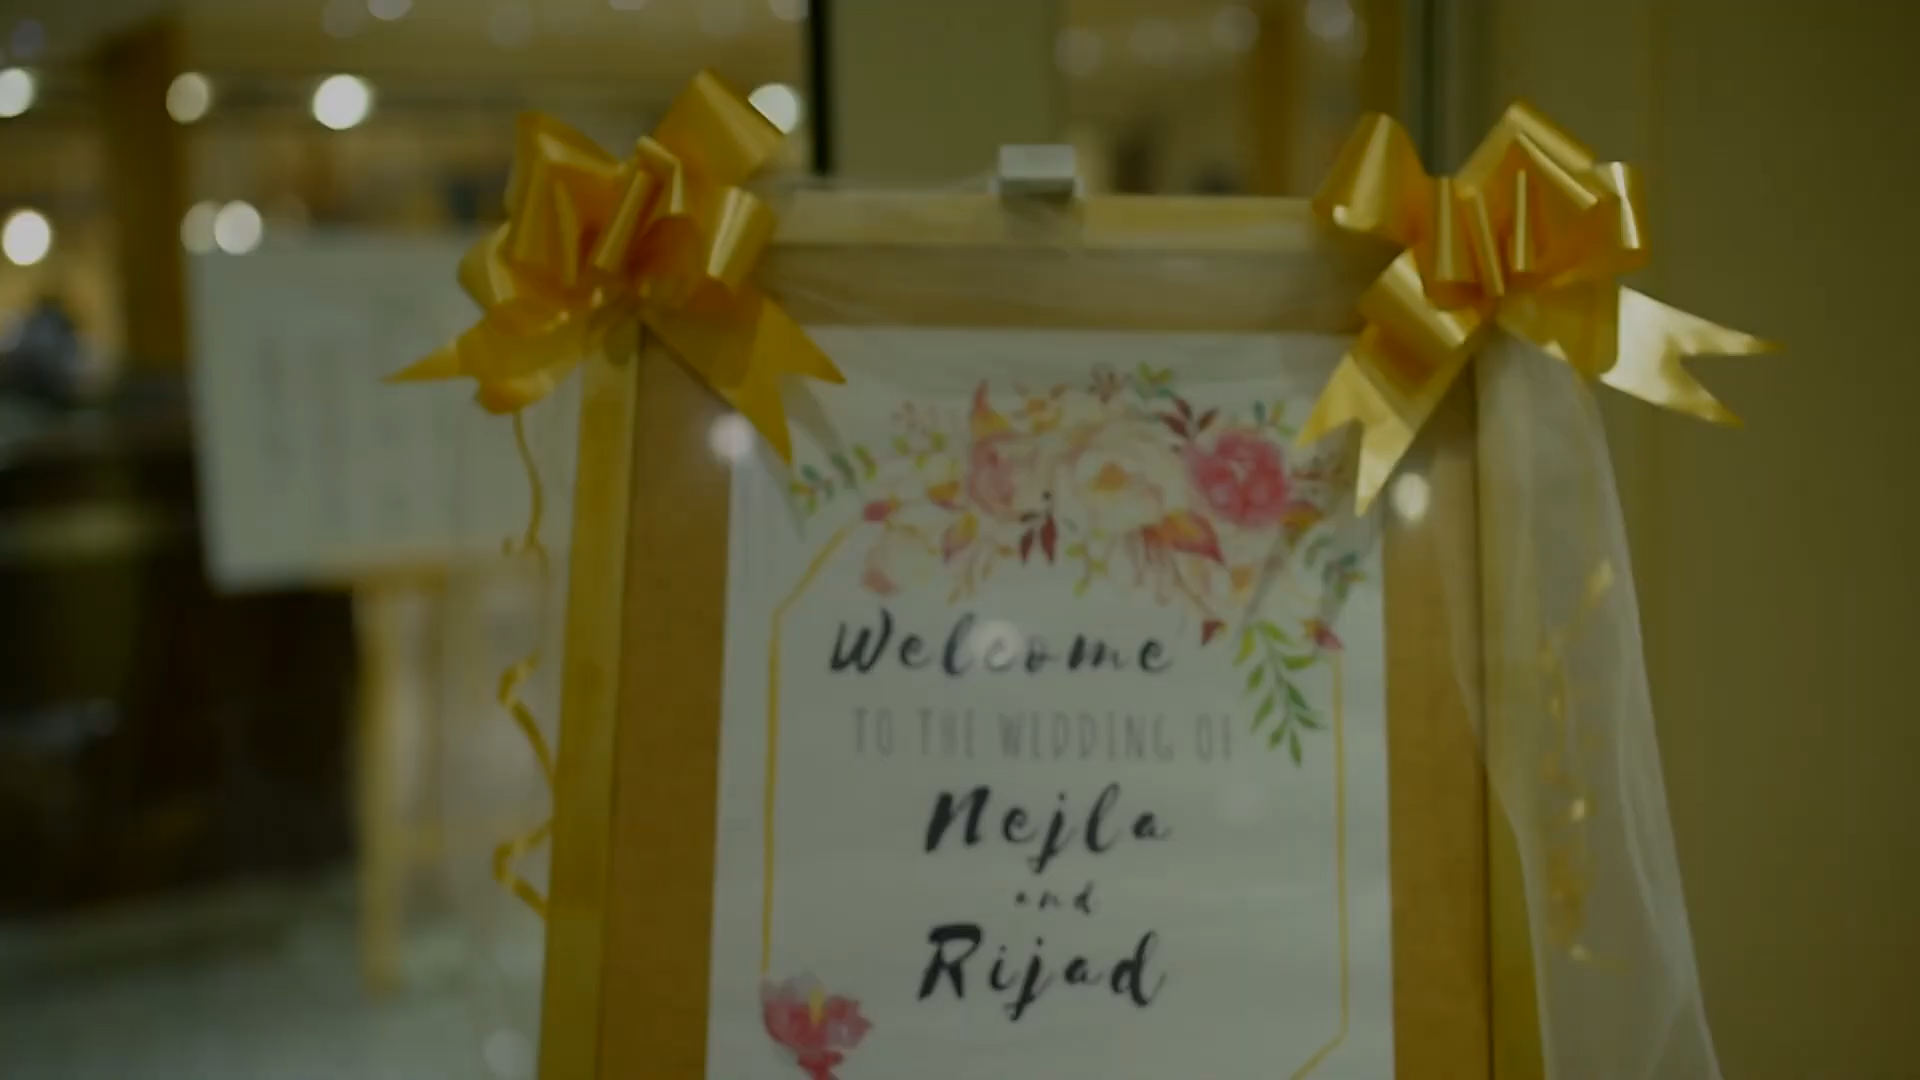 Welcome
TO THE WEDDING OF
Nejla
and
Rijad